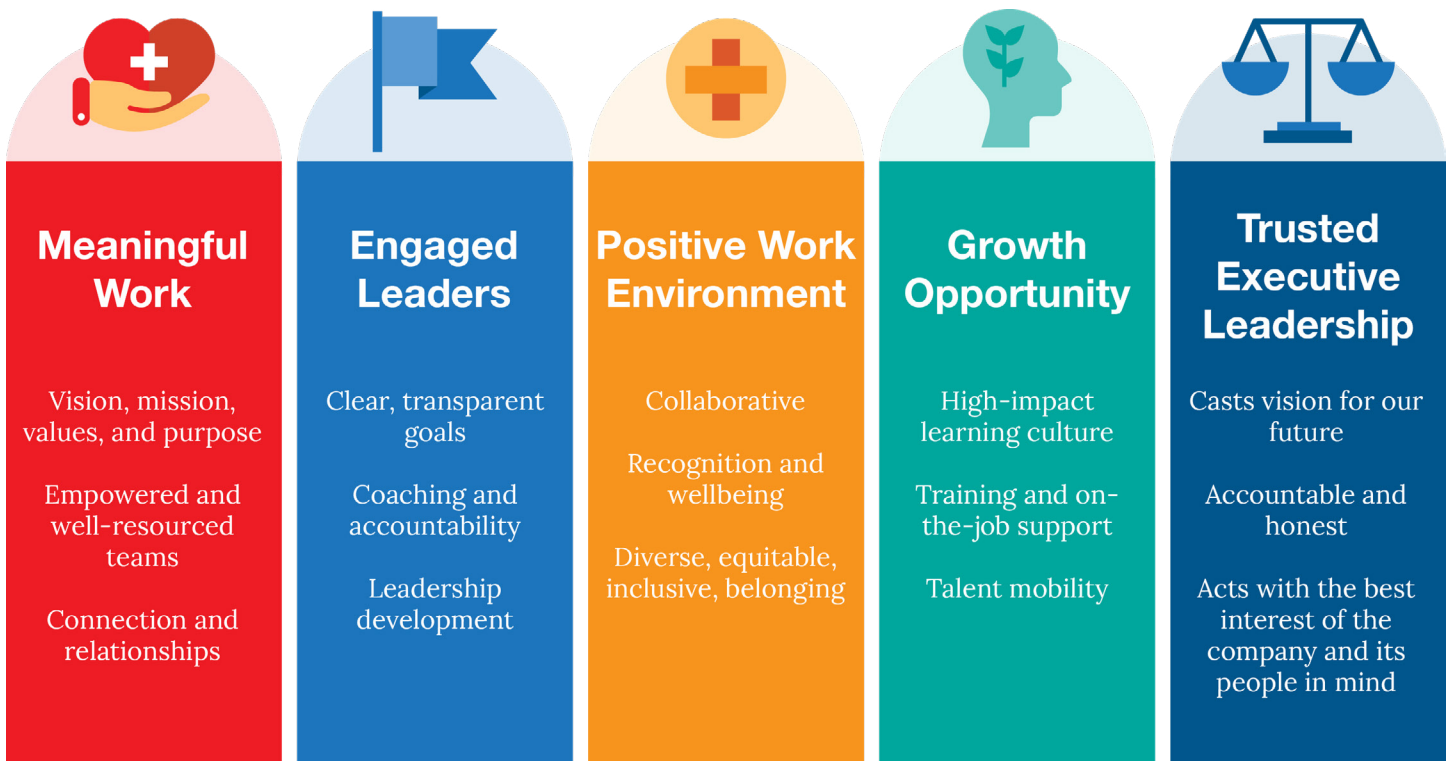 Meaningful
Work
Vision, mission,
values, and purpose
Empowered and
well-resourced
teams
Connection and
relationships
Engaged
Leaders
Clear, transparent
goals
Coaching and
accountability
Leadership
development
Positive Work
Environment
Collaborative
Recognition and
wellbeing
Diverse, equitable,
inclusive, belonging
Growth
Opportunity
High-impact
learning culture
Training and on-
the-job support
Talent mobility
Trusted
Executive
Leadership
Casts vision for our
future
Accountable and
honest
Acts with the best
interest of the
company and its
people in mind